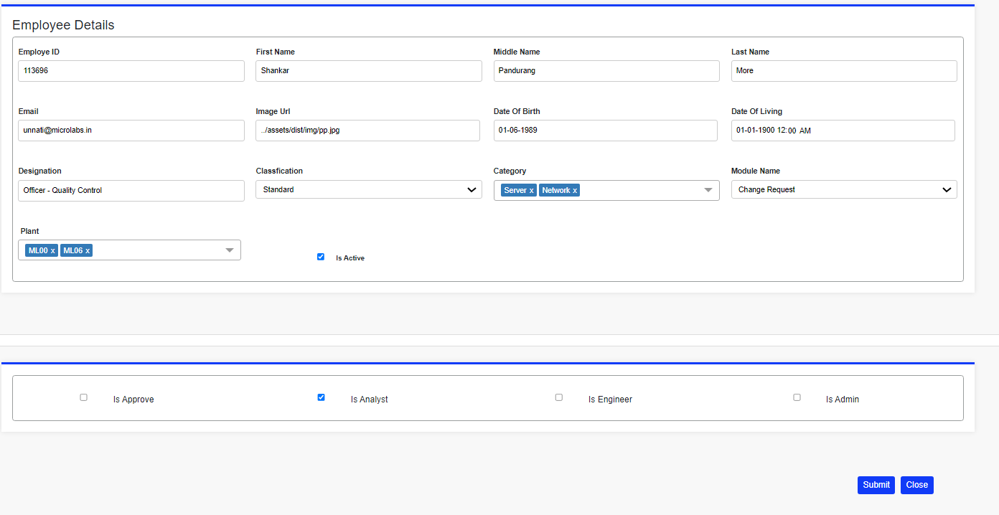 Employee Details
Employe ID First Name Middle Name Last Name
113696 Shankar Pandurang More
Email Image Url Date Of Birth Date Of Living
unnati@microlabs.in ../assets/dist/img/pp.jpg 01-06-1989 01-01-1900 12:00 AM
Designation Classfication Category Module Name
Officer - Quality Control Standard Server x Network x Change Request
Plant
ML00 x ML06 x Is Active
Is Approve Is Analyst Is Engineer Is Admin
Submit Close